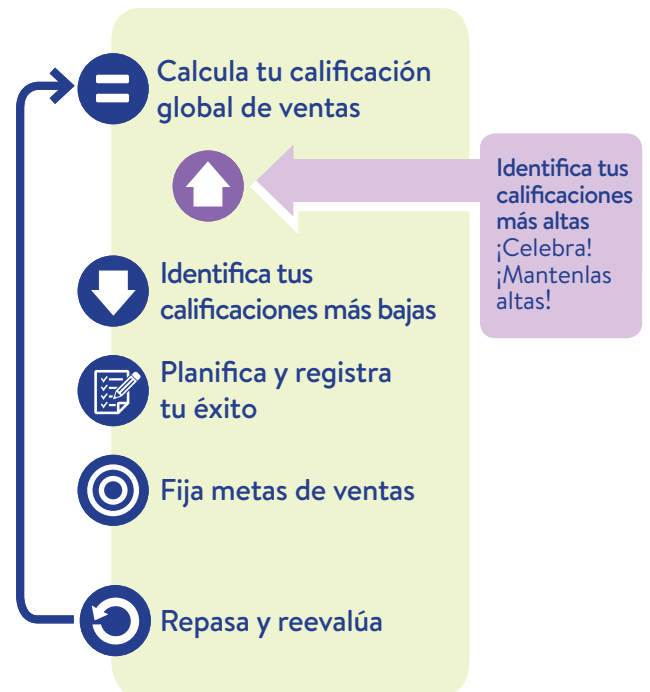 Calcula tu calificación
global de ventas
Identifica tus
calificaciones
más altas
¡Celebra!
¡Mantenlas
altas!
Identifica tus
calificaciones más bajas
Planifica y registra
tu éxito
Fija metas de ventas
Repasa y reevalúa